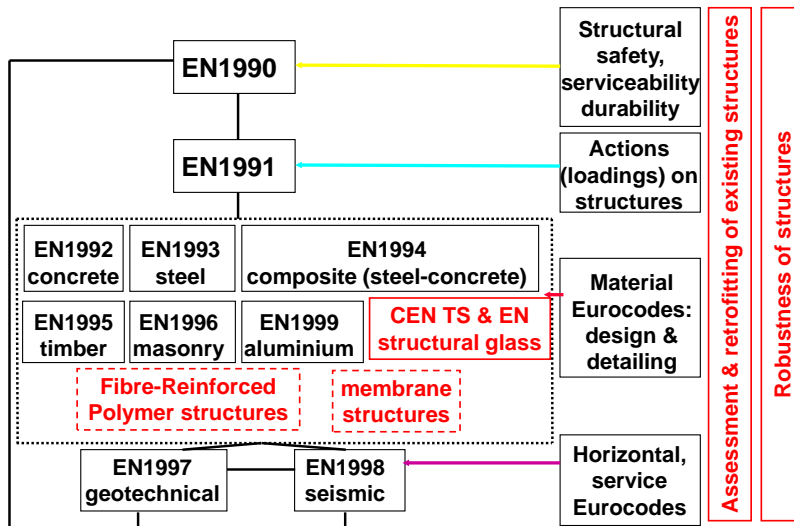 EN1990
Structural
safety,
serviceability
durability
EN1991
Actions
(loadings) on
structures
EN1992
concrete
EN1993
steel
EN1994
composite (steel-concrete)
EN1995
timber
EN1996
masonry
EN1999
aluminium
CEN TS & EN
structural glass
Fibre-Reinforced
Polymer structures
membrane
structures
Material
Eurocodes:
design &
detailing
EN1997
geotechnical
EN1998
seismic
Horizontal,
service
Eurocodes
Assessment & retrofitting of existing structures
Robustness of structures